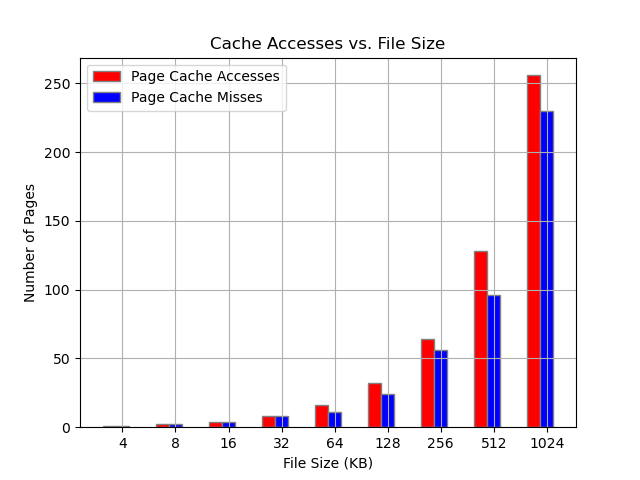 Cache Accesses vs. File Size
Page Cache Accesses
Page Cache Misses
Number of Pages
250
200
150
100
50
0
4 8 16 32 64 128 256 512 1024
File Size (KB)